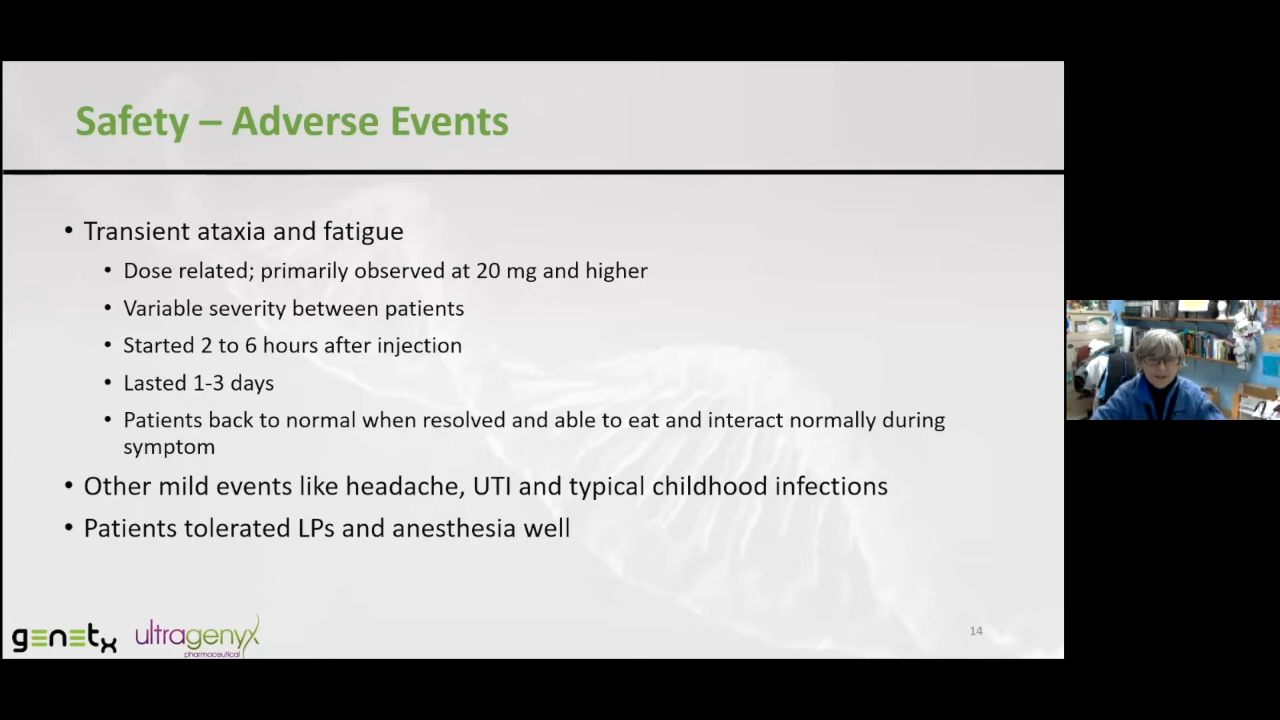 Safety – Adverse Events
• Transient ataxia and fatigue
• Dose related; primarily observed at 20 mg and higher
• Variable severity between patients
• Started 2 to 6 hours after injection
• Lasted 1-3 days
• Patients back to normal when resolved and able to eat and interact normally during
symptom
• Other mild events like headache, UTI and typical childhood infections
• Patients tolerated LPs and anesthesia well
genetx ultragenyx
pharmaceutical
14